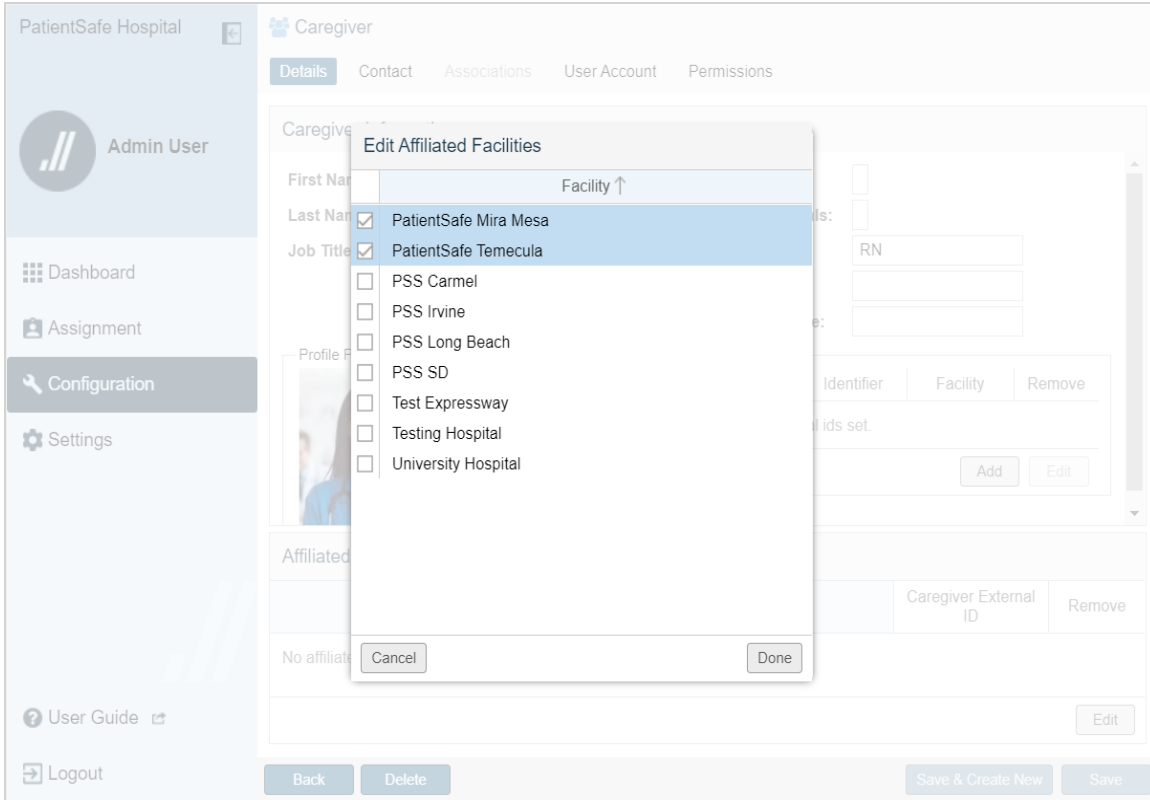 PatientSafe Hospital
Admin User
Dashboard
Assignment
Configuration
Settings
User Guide
Logout
Caregiver
Details Contact Associations User Account Permissions
Caregive
First Nar
Last Nar ls:
Job Title RN
e:
Profile P
Identifier Facility Remove
l ids set.
Add Edit
Affiliated
Caregiver External
ID
Remove
No affiliate
Edit
Back Delete Save & Create New Save
Edit Affiliated Facilities
Facility ↑
PatientSafe Mira Mesa
PatientSafe Temecula
PSS Carmel
PSS Irvine
PSS Long Beach
PSS SD
Test Expressway
Testing Hospital
University Hospital
Cancel Done